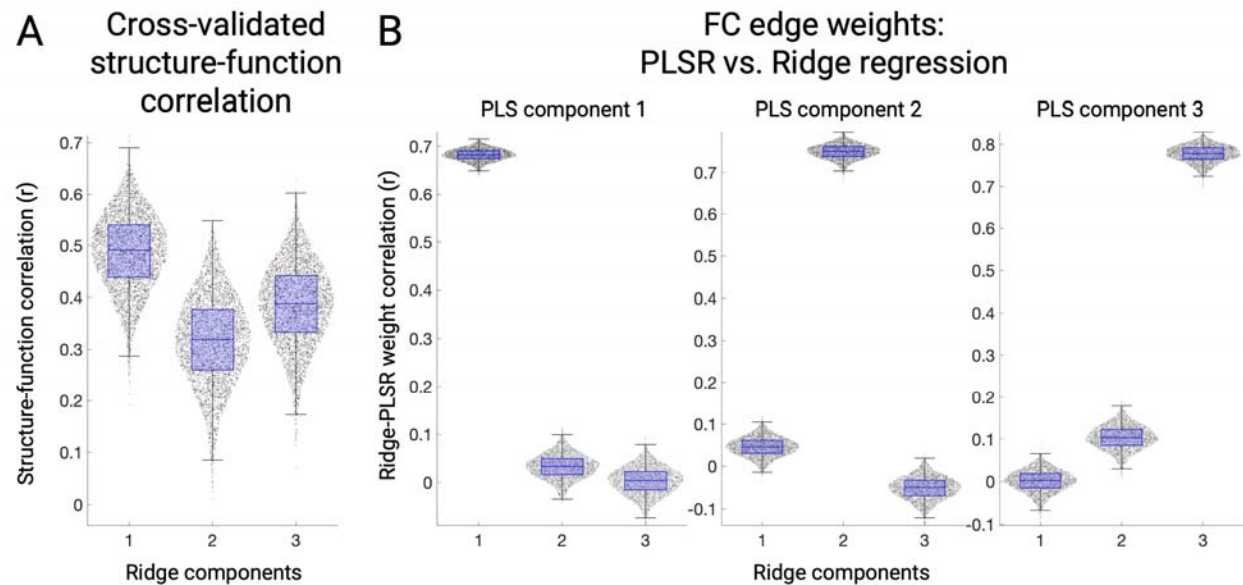 A
Cross-validated
structure-function
correlation
Structure-function correlation (r)
0.7
0.6
0.5
0.4
0.3
0.2
0.1
0
1 2 3
Ridge components
B
FC edge weights:
PLSR vs. Ridge regression
Ridge-PLSR weight correlation (r)
PLS component 1
0.7
0.6
0.5
0.4
0.3
0.2
0.1
0
1 2 3
PLS component 2
0.7
0.6
0.5
0.4
0.3
0.2
0.1
0
-0.1
1 2 3
PLS component 3
0.8
0.7
0.6
0.5
0.4
0.3
0.2
0.1
0
-0.1
1 2 3
Ridge components